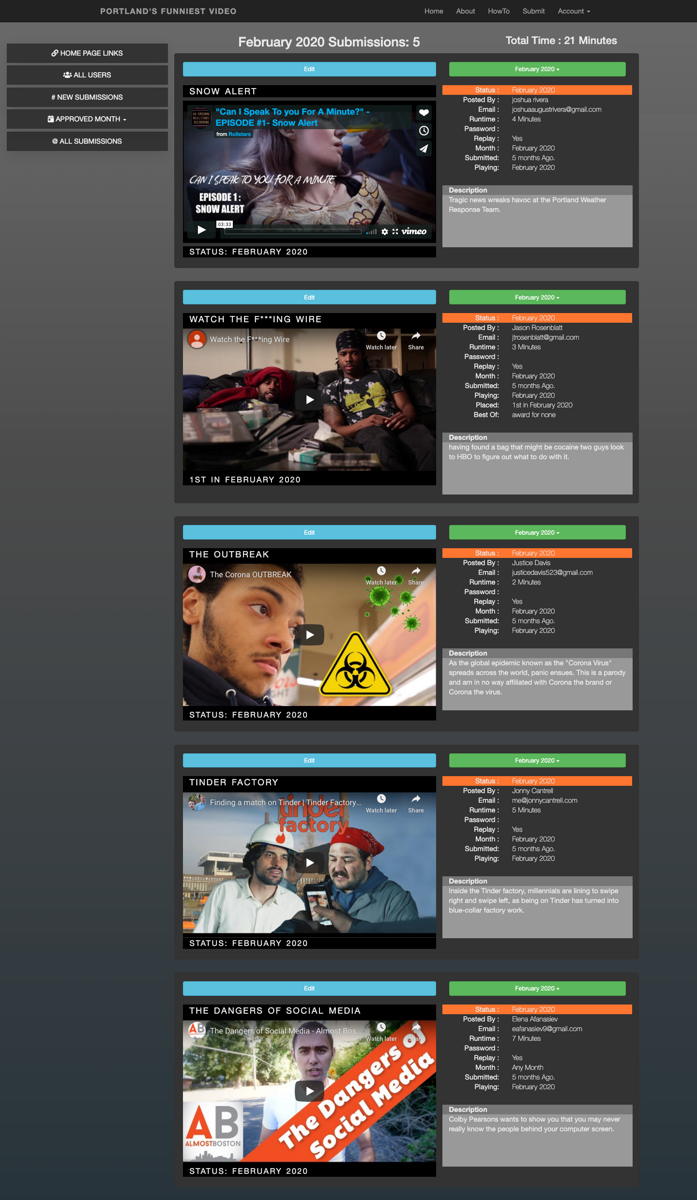 PORTLAND'S FUNNIEST VIDEO
Home About HowTo Submit Account
HOME PAGE LINKS
ALL USERS
# NEW SUBMISSIONS
APPROVED MONTH
@ ALL SUBMISSIONS
February 2020 Submissions: 5
Total Time : 21 Minutes
Edit
February 2020
SNOW ALERT
"Can I Speak To you For A Minute?" -
EPISODE #1- Snow Alert
from Rollstars
CAN I SPEAK TO YOU FOR A MINUTE
EPISODE 1 :
SNOW ALERT
03:33
vimeo
STATUS: FEBRUARY 2020
Status : February 2020
Posted By : joshua rivera
Email : joshuaaugustrivera@gmail.com
Runtime : 4 Minutes
Password :
Replay : Yes
Month : February 2020
Submitted: 5 months Ago.
Playing: February 2020
Description
Tragic news wreaks havoc at the Portland Weather
Response Team.
Edit
February 2020
WATCH THE F***ING WIRE
Watch the F***ing Wire
Watch later
Share
1ST IN FEBRUARY 2020
Status : February 2020
Posted By : Jason Rosenblatt
Email : jtrosenblatt@gmail.com
Runtime : 3 Minutes
Password :
Replay : Yes
Month : February 2020
Submitted: 5 months Ago.
Playing: February 2020
Placed: 1st in February 2020
Best Of: award for none
Description
having found a bag that might be cocaine two guys look
to HBO to figure out what to do with it.
Edit
February 2020
THE OUTBREAK
The Corona OUTBREAK
Watch later
Share
STATUS: FEBRUARY 2020
Status : February 2020
Posted By : Justice Davis
Email : justicedavis523@gmail.com
Runtime : 2 Minutes
Password :
Replay : Yes
Month : February 2020
Submitted: 5 months Ago.
Playing: February 2020
Description
As the global epidemic known as the "Corona Virus"
spreads across the world, panic ensues. This is a parody
and am in no way affiliated with Corona the brand or
Corona the virus.
Edit
February 2020
TINDER FACTORY
Finding a match on Tinder | Tinder Factory...
Watch later
Share
tinder
factory
STATUS: FEBRUARY 2020
Status : February 2020
Posted By : Jonny Cantrell
Email : me@jonnycantrell.com
Runtime : 5 Minutes
Password :
Replay : Yes
Month : February 2020
Submitted: 5 months Ago.
Playing: February 2020
Description
Inside the Tinder factory, millennials are lining to swipe
right and swipe left, as being on Tinder has turned into
blue-collar factory work.
Edit
February 2020
THE DANGERS OF SOCIAL MEDIA
The Dangers of Social Media - Almost Bos...
Watch later
Share
The Dangers of
Social Media
AB
ALMOSTBOSTON
STATUS: FEBRUARY 2020
Status : February 2020
Posted By : Elena Afanasiev
Email : eafanasiev9@gmail.com
Runtime : 7 Minutes
Password :
Replay : Yes
Month : Any Month
Submitted: 5 months Ago.
Playing: February 2020
Description
Colby Pearsons wants to show you that you may never
really know the people behind your computer screen.